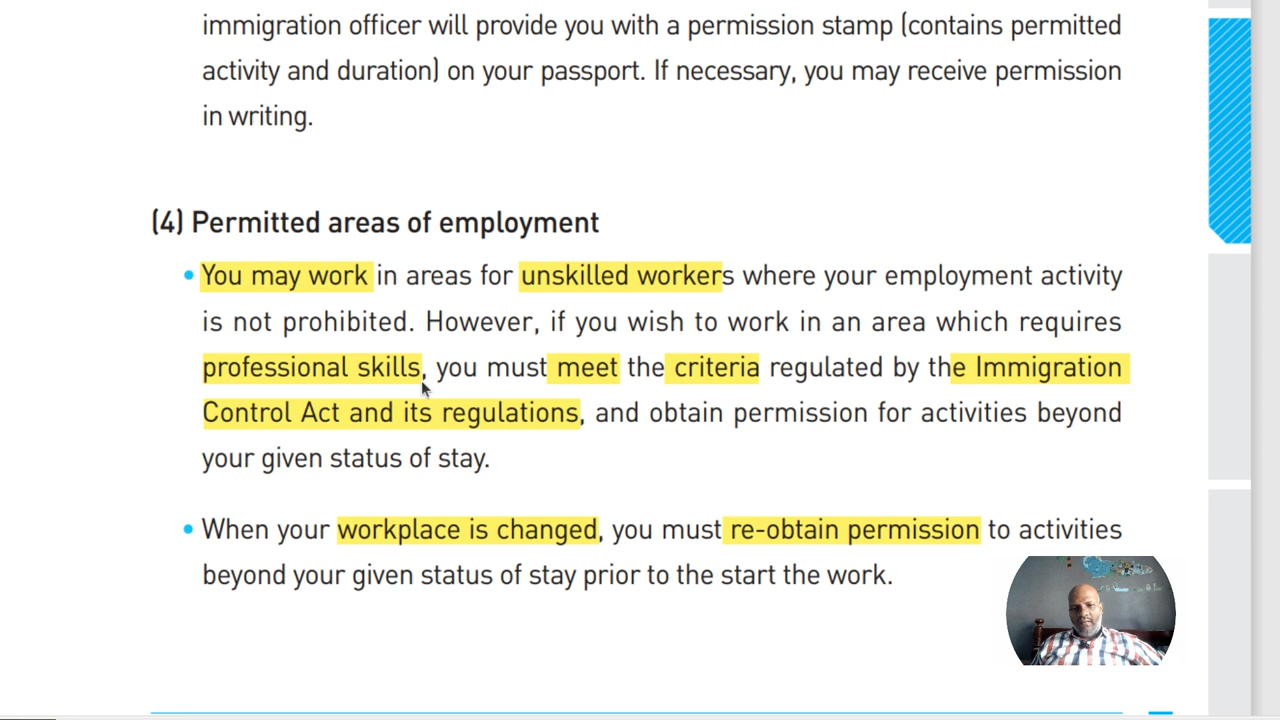 immigration officer will provide you with a permission stamp (contains permitted
activity and duration) on your passport. If necessary, you may receive permission
in writing.
(4) Permitted areas of employment
• You may work in areas for unskilled workers where your employment activity
is not prohibited. However, if you wish to work in an area which requires
professional skills, you must meet the criteria regulated by the Immigration
Control Act and its regulations, and obtain permission for activities beyond
your given status of stay.
• When your workplace is changed, you must re-obtain permission to activities
beyond your given status of stay prior to the start the work.